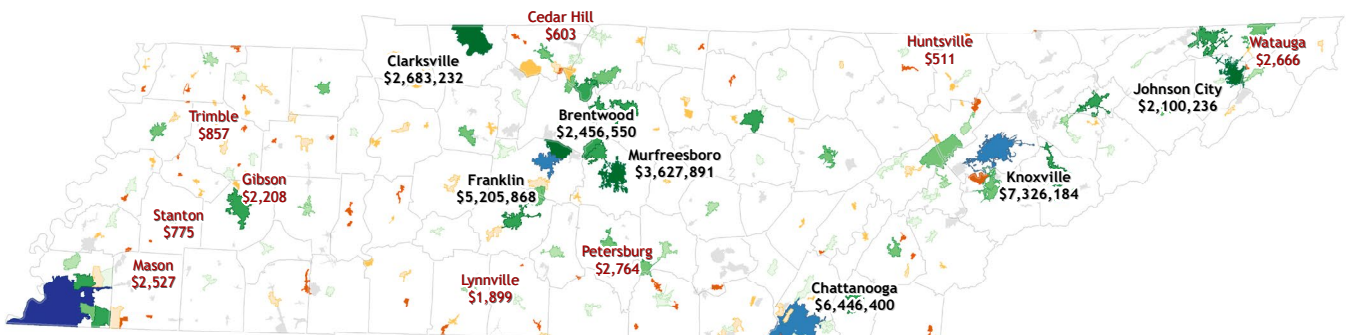 Cedar Hill
$603
Clarksville
$2,683,232
Huntsville
$511
Watauga
$2,666
Johnson City
$2,100,236
Trimble
$857
Brentwood
$2,456,550
Murfreesboro
$3,627,891
Gibson
$2,208
Franklin
$5,205,868
Knoxville
$7,326,184
Stanton
$775
Petersburg
$2,764
Mason
$2,527
Lynnville
$1,899
Chattanooga
$6,446,400